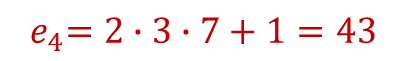 e₄ = 2 · 3 · 7 + 1 = 43